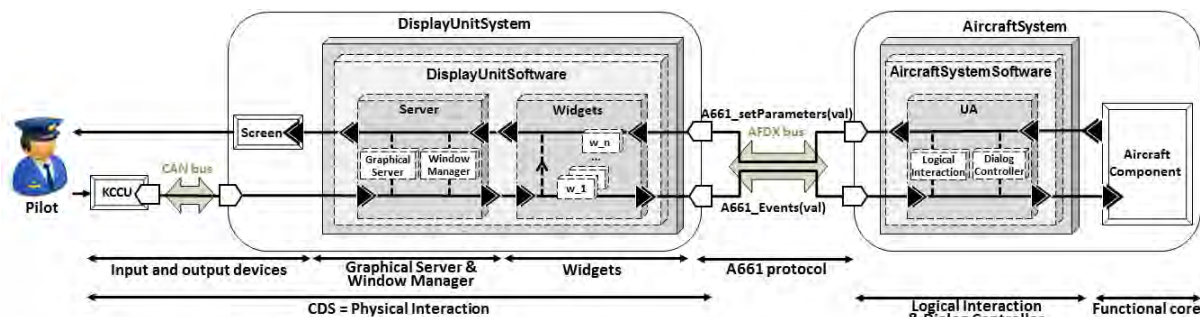 DisplayUnitSystem
AircraftSystem
DisplayUnitSoftware
AircraftSystemSoftware
Server
Widgets
UA
A661_setParameters(val)
AFDX bus
Screen
w_n
...
w_1
CAN bus
Graphical
Server
Window
Manager
Logical
Interaction
Dialog
Controller
Aircraft
Component
KCCU
Pilot
A661_Events(val)
Input and output devices
Graphical Server &
Window Manager
Widgets
A661 protocol
CDS = Physical Interaction
Logical Interaction
& Dialog Controller
Functional core